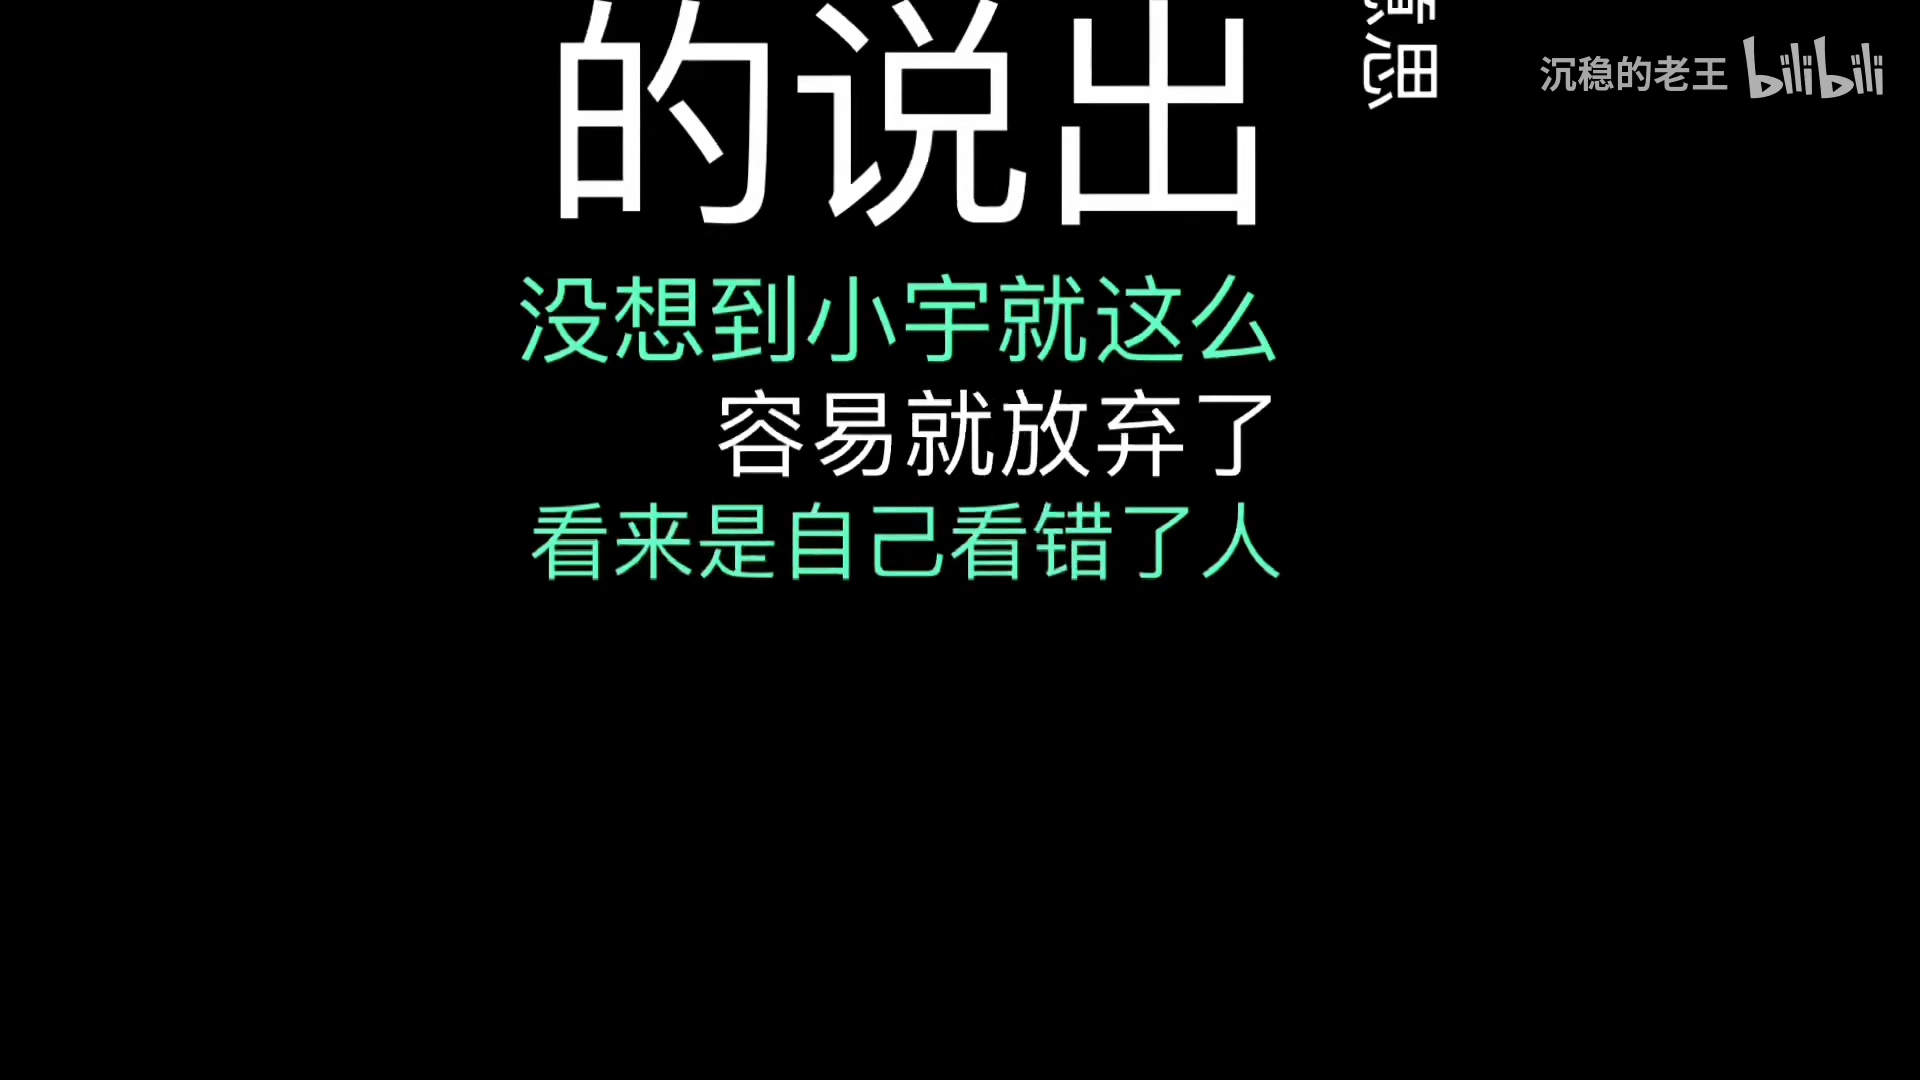 的说出
思
沉稳的老王 bilibili
没想到小宇就这么
容易就放弃了
看来是自己看错了人